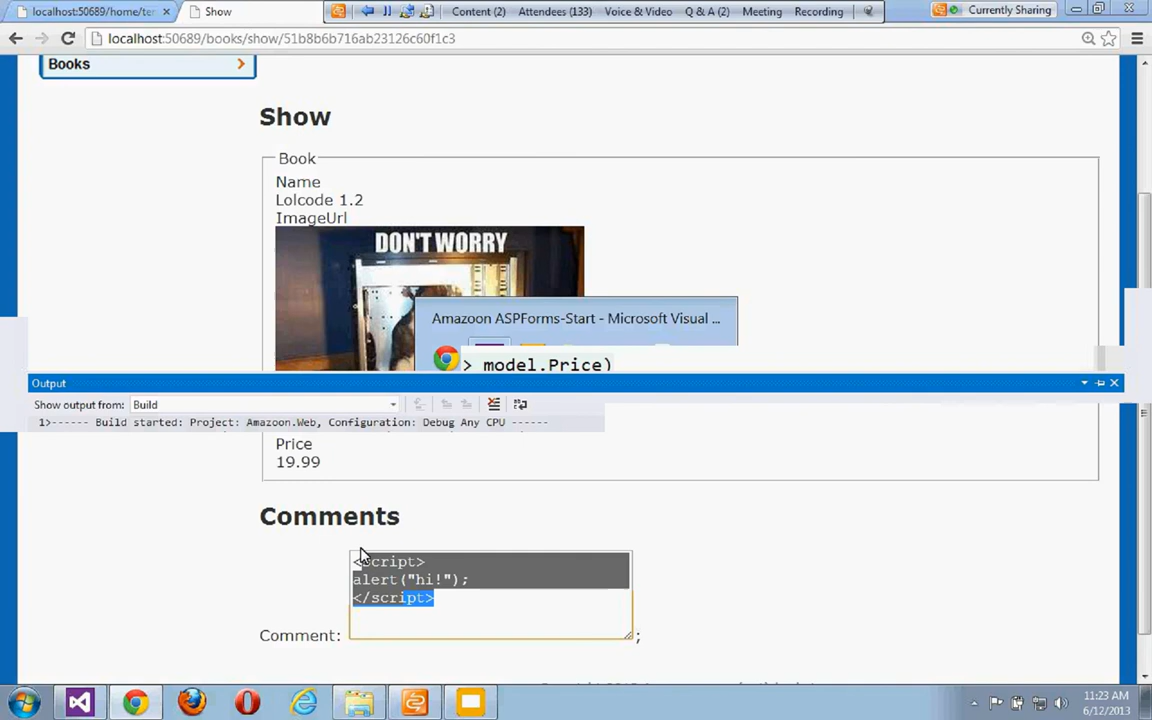 localhost:50689/home/ter
Show
Content (2)
Attendees (133)
Voice & Video
Q & A (2)
Meeting
Recording
Currently Sharing
localhost:50689/books/show/51b8b6b716ab23126c60f1c3
Books
Show
Book
Name
Lolcode 1.2
ImageUrl
DON'T WORRY
Amazoon ASPForms-Start - Microsoft Visual ...
> model.Price)
Output
Show output from: Build
1>------ Build started: Project: Amazoon.Web, Configuration: Debug Any CPU ------
Price
19.99
Comments
<script>
alert("hi!");
</script>
Comment: ;
11:23 AM
6/12/2013